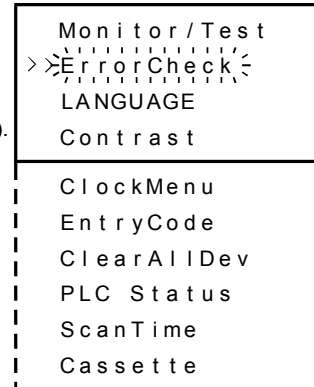 Monitor/Test
>>ErrorCheck
LANGUAGE
).
Contrast
ClockMenu
EntryCode
ClearAllDev
PLC Status
ScanTime
Cassette